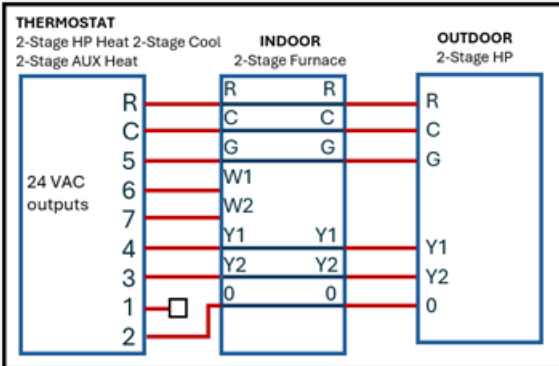 THERMOSTAT
2-Stage HP Heat 2-Stage Cool
2-Stage AUX Heat
INDOOR
2-Stage Furnace
OUTDOOR
2-Stage HP
24 VAC
outputs
R
C
5
6
7
4
3
1
2
R R
C C
G G
W1
W2
Y1 Y1
Y2 Y2
0 0
R
C
G
Y1
Y2
0